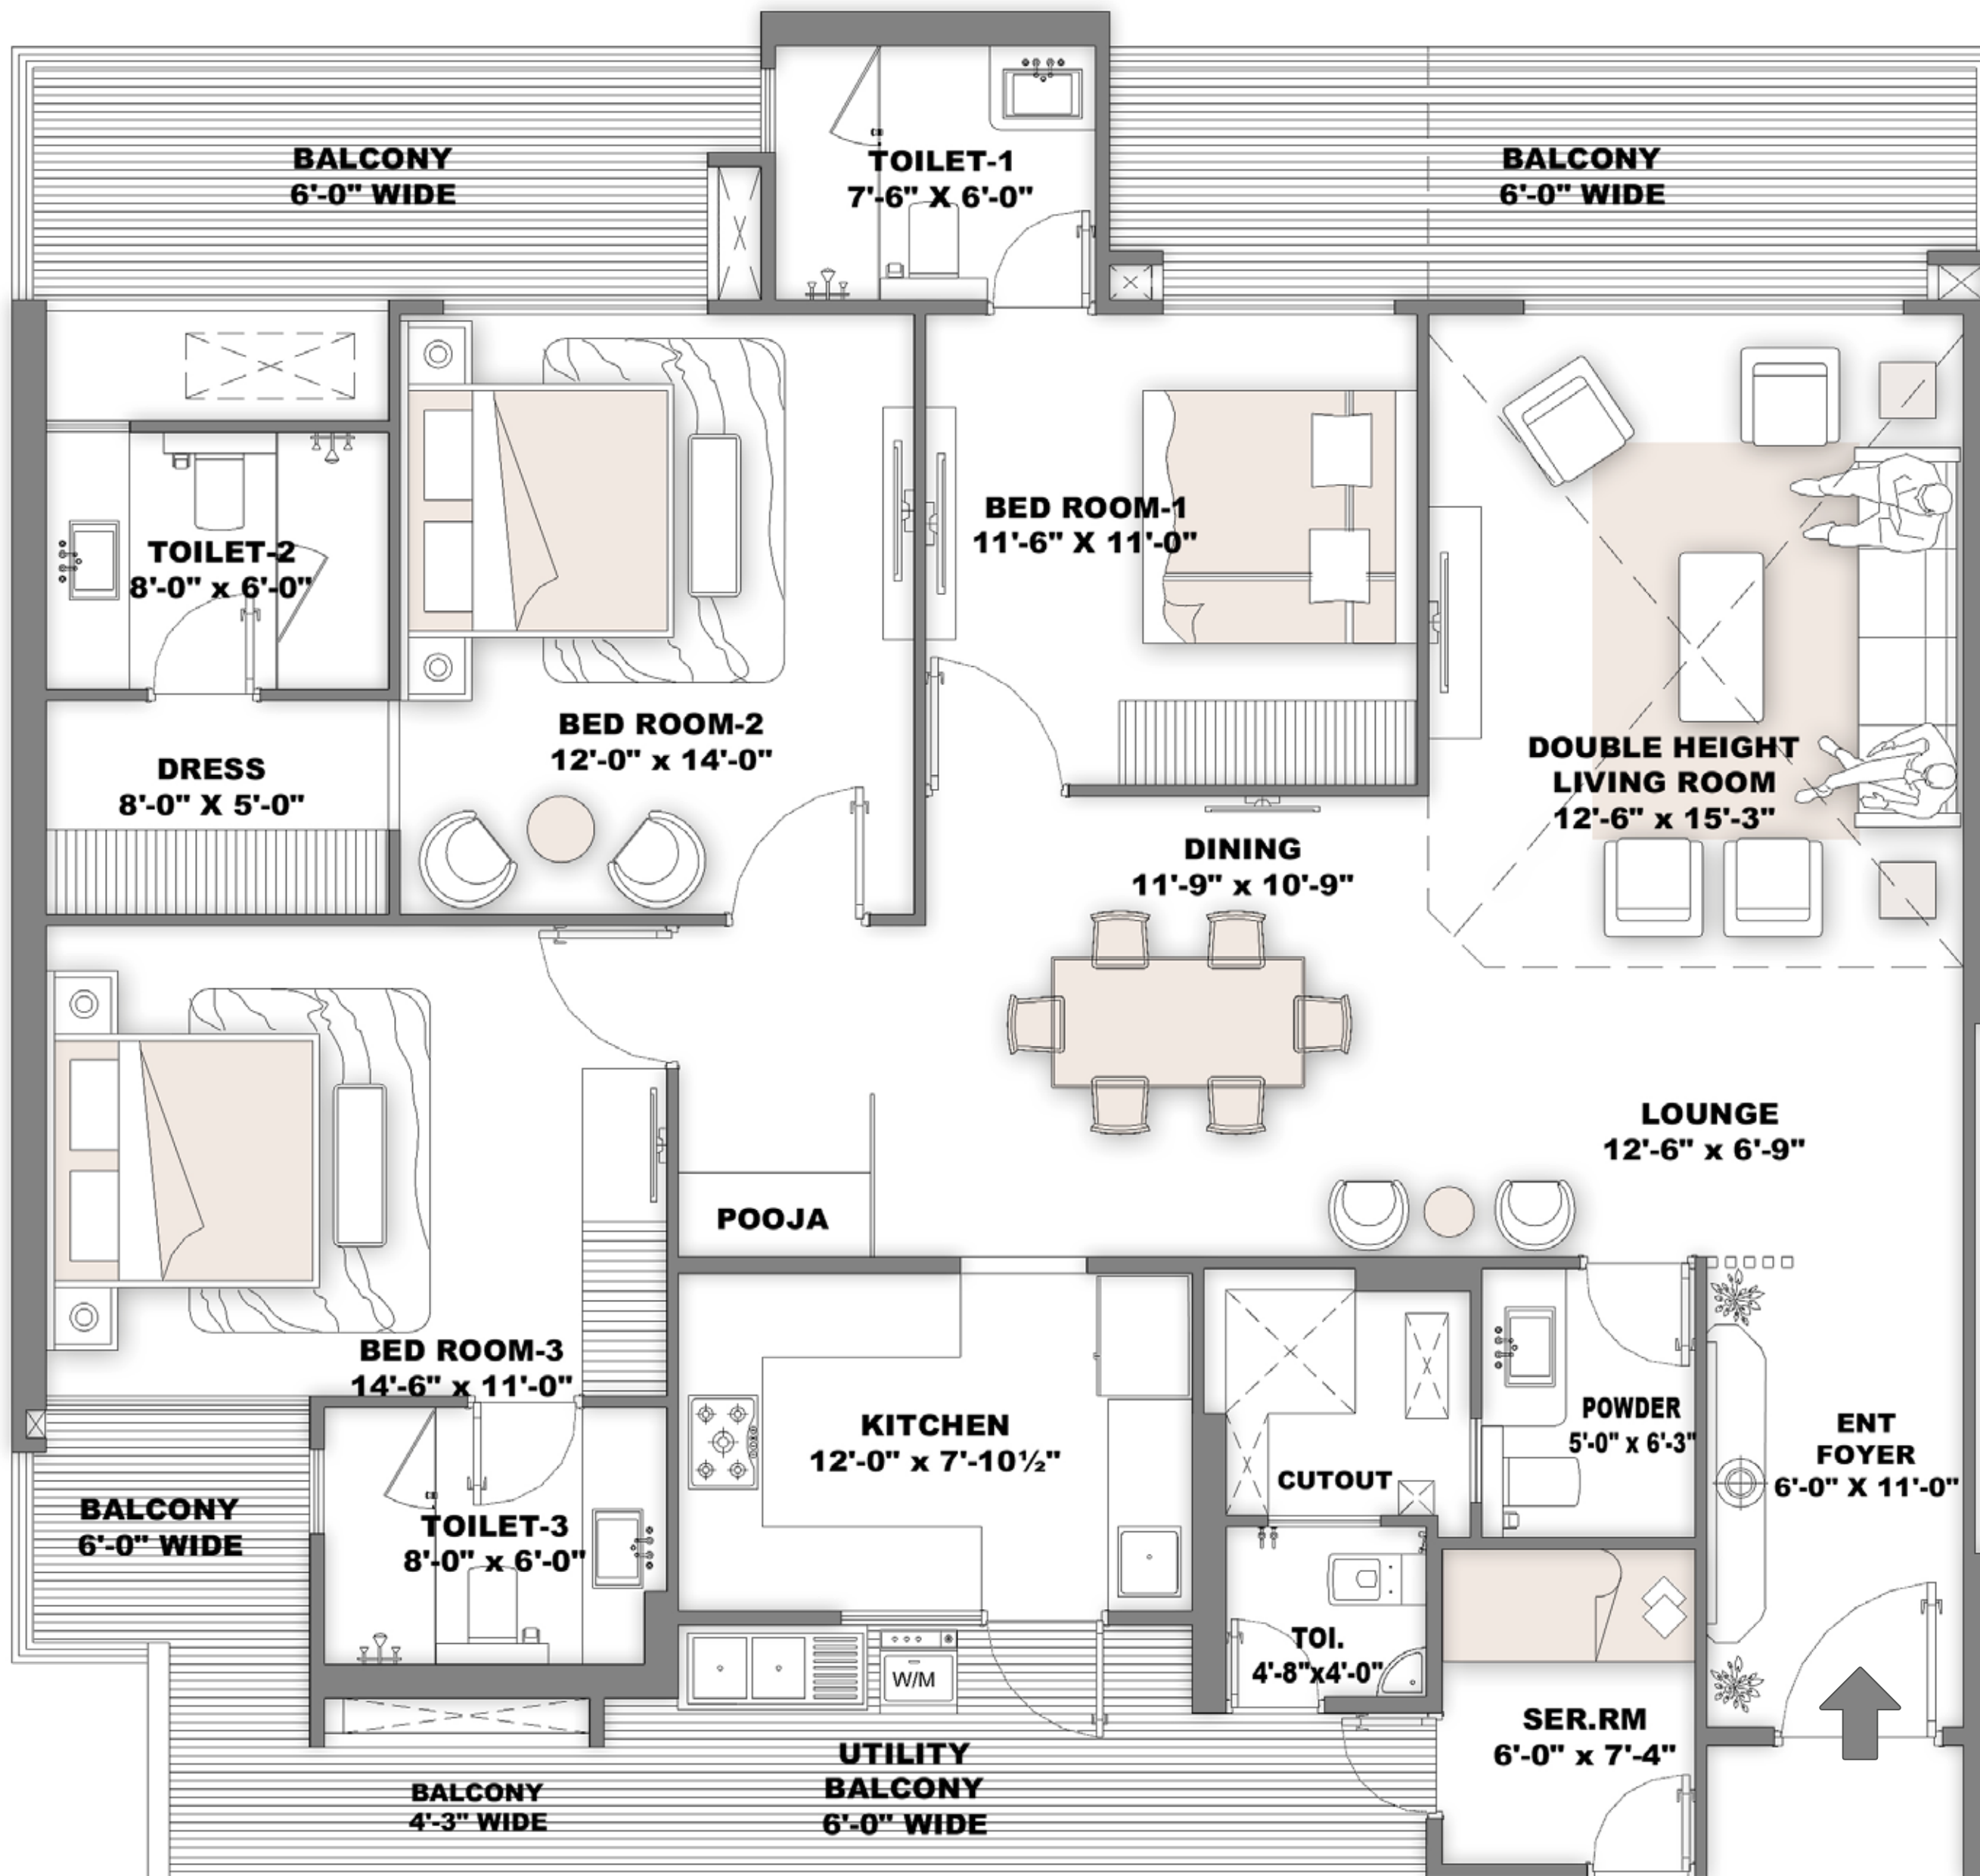 BALCONY
6'-0" WIDE
TOILET-1
7'-6" X 6'-0"
BALCONY
6'-0" WIDE
BED ROOM-1
11'-6" X 11'-0"
TOILET-2
8'-0" x 6'-0"
BED ROOM-2
12'-0" x 14'-0"
DRESS
8'-0" X 5'-0"
DOUBLE HEIGHT
LIVING ROOM
12'-6" x 15'-3"
DINING
11'-9" x 10'-9"
LOUNGE
12'-6" x 6'-9"
POOJA
BED ROOM-3
14'-6" x 11'-0"
KITCHEN
12'-0" x 7'-10½"
CUTOUT
POWDER
5'-0" x 6'-3"
ENT
FOYER
6'-0" X 11'-0"
BALCONY
6'-0" WIDE
TOILET-3
8'-0" x 6'-0"
TOI.
4'-8"x4'-0"
W/M
SER.RM
6'-0" x 7'-4"
UTILITY
BALCONY
6'-0" WIDE
BALCONY
4'-3" WIDE